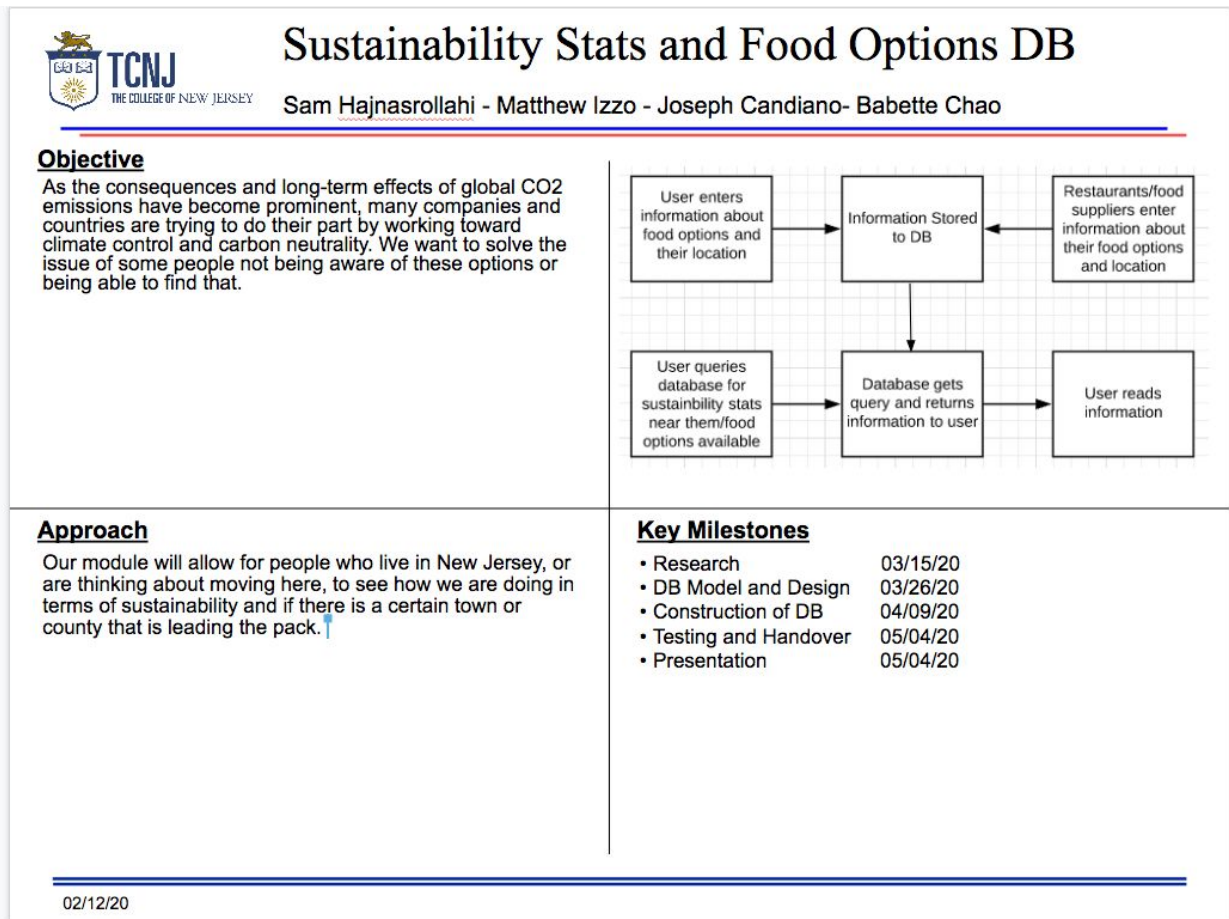 Sustainability Stats and Food Options DB
TCNJ
THE COLLEGE OF NEW JERSEY
Sam Hajnasrollahi - Matthew Izzo - Joseph Candiano- Babette Chao
Objective
As the consequences and long-term effects of global CO2
emissions have become prominent, many companies and
countries are trying to do their part by working toward
climate control and carbon neutrality. We want to solve the
issue of some people not being aware of these options or
being able to find that.
User enters
information about
food options and
their location
Information Stored
to DB
Restaurants/food
suppliers enter
information about
their food options
and location
User queries
database for
sustainbility stats
near them/food
options available
Database gets
query and returns
information to user
User reads
information
Approach
Our module will allow for people who live in New Jersey, or
are thinking about moving here, to see how we are doing in
terms of sustainability and if there is a certain town or
county that is leading the pack.
Key Milestones
• Research 03/15/20
• DB Model and Design 03/26/20
• Construction of DB 04/09/20
• Testing and Handover 05/04/20
• Presentation 05/04/20
02/12/20